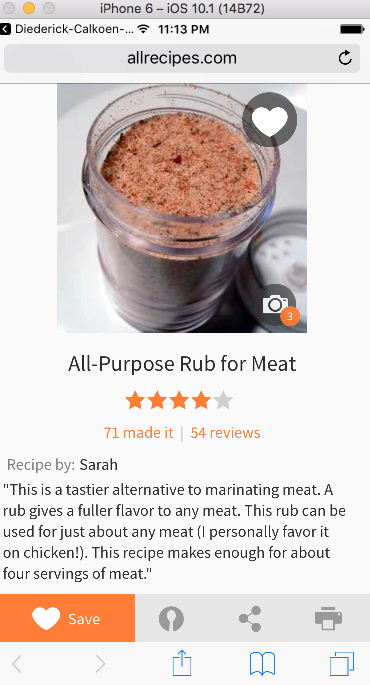 iPhone 6 – iOS 10.1 (14B72)
Diederick-Calkoen-... 11:13 PM
allrecipes.com
3
All-Purpose Rub for Meat
71 made it | 54 reviews
Recipe by: Sarah
"This is a tastier alternative to marinating meat. A
rub gives a fuller flavor to any meat. This rub can be
used for just about any meat (I personally favor it
on chicken!). This recipe makes enough for about
four servings of meat."
Save